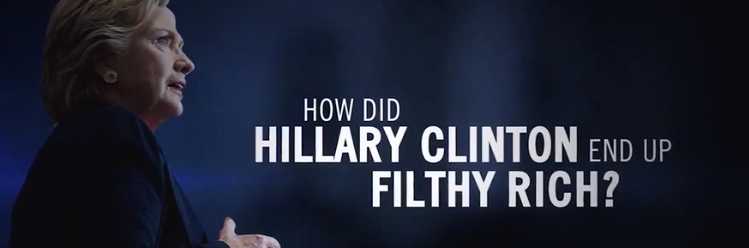 HOW DID
HILLARY CLINTON END UP
FILTHY RICH?